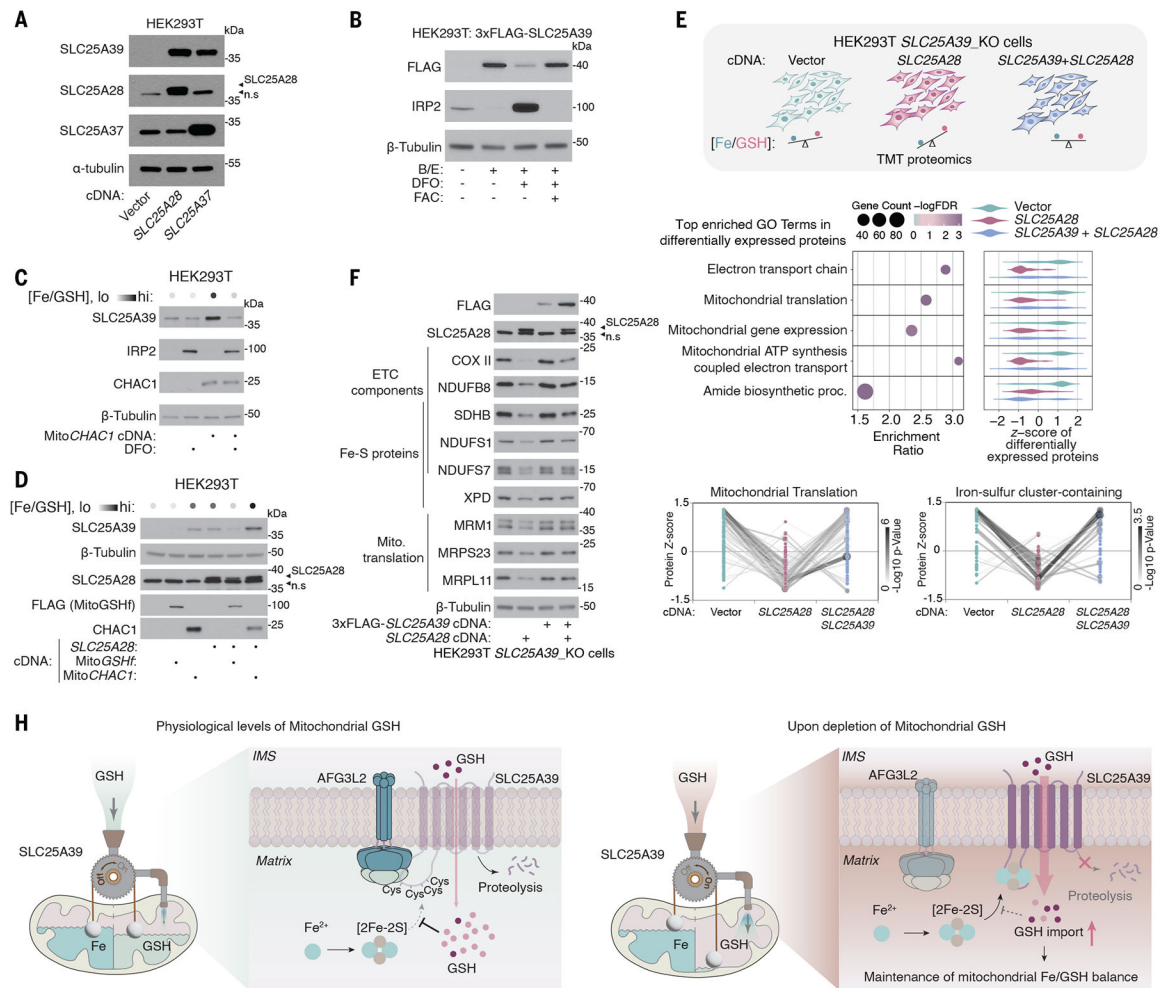 A
HEK293T
kDa
SLC25A39
-35
SLC25A28
SLC25A28
n.s
-35
SLC25A37
-35
α-tubulin
-55
cDNA:
Vector
SLC25A28
SLC25A37
B
HEK293T: 3xFLAG-SLC25A39
kDa
FLAG
-40
IRP2
-100
β-Tubulin
-50
B/E: - + + +
DFO: - - + +
FAC: - - - +
C
HEK293T
[Fe/GSH], lo hi:
kDa
SLC25A39
-35
IRP2
-100
CHAC1
-25
β-Tubulin
-50
MitoCHAC1 cDNA:
DFO:
D
HEK293T
[Fe/GSH], lo hi:
kDa
SLC25A39
-35
β-Tubulin
-50
SLC25A28
-40
SLC25A28
n.s
-35
FLAG (MitoGSHf)
-100
CHAC1
-25
cDNA:
SLC25A28:
MitoGSHf:
MitoCHAC1:
FLAG
-40
SLC25A28
-40
SLC25A28
-35
n.s
ETC
components
Fe-S proteins
Mito.
translation
COX II
-25
NDUFB8
-15
SDHB
-25
NDUFS1
-70
NDUFS7
-15
XPD
-70
MRM1
-40
-35
MRPS23
-25
MRPL11
-25
-15
β-Tubulin
-50
3xFLAG-SLC25A39 cDNA: - - + +
SLC25A28 cDNA: - + - +
HEK293T SLC25A39_KO cells
F
E
HEK293T SLC25A39_KO cells
cDNA:
Vector
SLC25A28
SLC25A39+SLC25A28
[Fe/GSH]:
TMT proteomics
Top enriched GO Terms in
differentially expressed proteins
Gene Count
40 60 80
-logFDR
0 1 2 3
Vector
SLC25A28
SLC25A39 + SLC25A28
Electron transport chain
Mitochondrial translation
Mitochondrial gene expression
Mitochondrial ATP synthesis
coupled electron transport
Amide biosynthetic proc.
1.5 2.0 2.5 3.0
Enrichment
Ratio
−2 −1 0 1 2
z-score of
differentially
expressed proteins
Mitochondrial Translation
Protein Z-score
1.5
0
-1.5
6
0
-Log10 p-Value
cDNA:
Vector
SLC25A28
SLC25A28
SLC25A39
Iron-sulfur cluster-containing
Protein Z-score
1.5
0
-1.5
3.5
0
-Log10 p-Value
cDNA:
Vector
SLC25A28
SLC25A28
SLC25A39
H
Physiological levels of Mitochondrial GSH
GSH
SLC25A39
Off
Fe
GSH
IMS
AFG3L2
GSH
SLC25A39
Matrix
Cys
Cys
Cys
Cys
Proteolysis
Fe2+
[2Fe-2S]
GSH
Upon depletion of Mitochondrial GSH
GSH
SLC25A39
On
Fe
GSH
IMS
AFG3L2
GSH
SLC25A39
Matrix
Proteolysis
Fe2+
[2Fe-2S]
GSH import
Maintenance of mitochondrial Fe/GSH balance